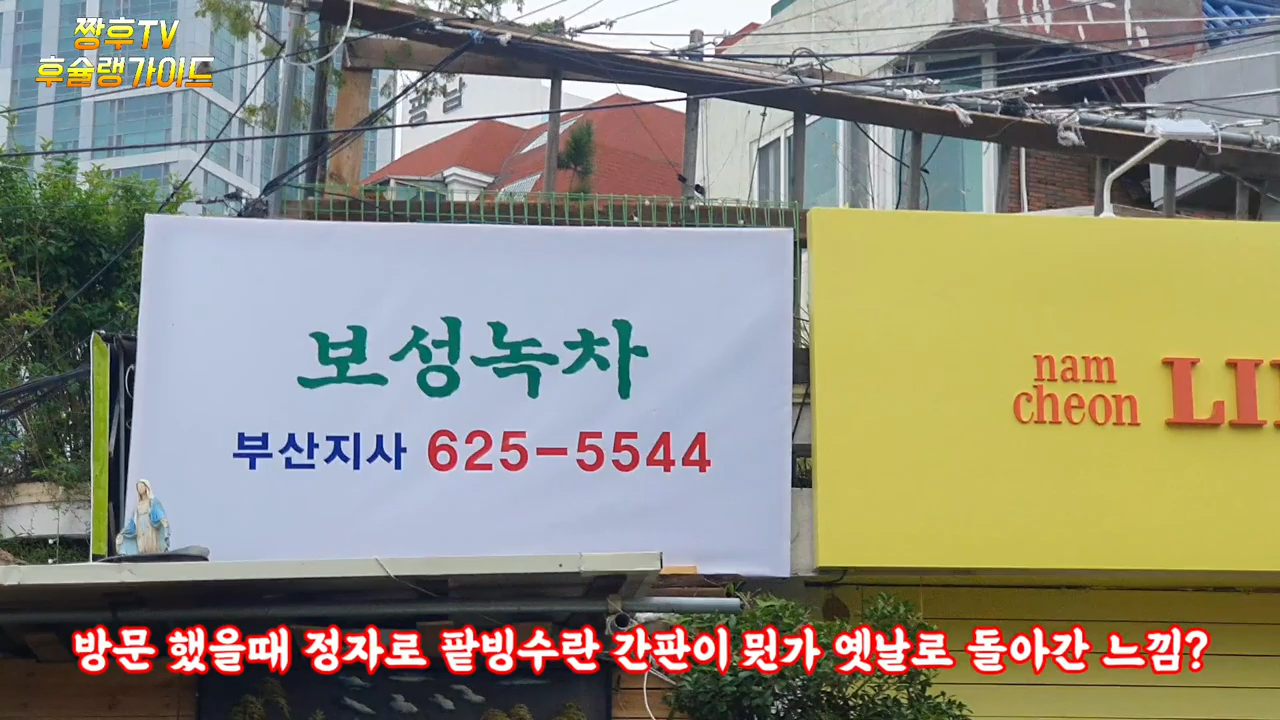 짱후TV
후슐랭가이드
보성녹차
부산지사 625-5544
nam
cheon
방문 했을때 정자로 팥빙수란 간판이 뭔가 옛날로 돌아간 느낌?